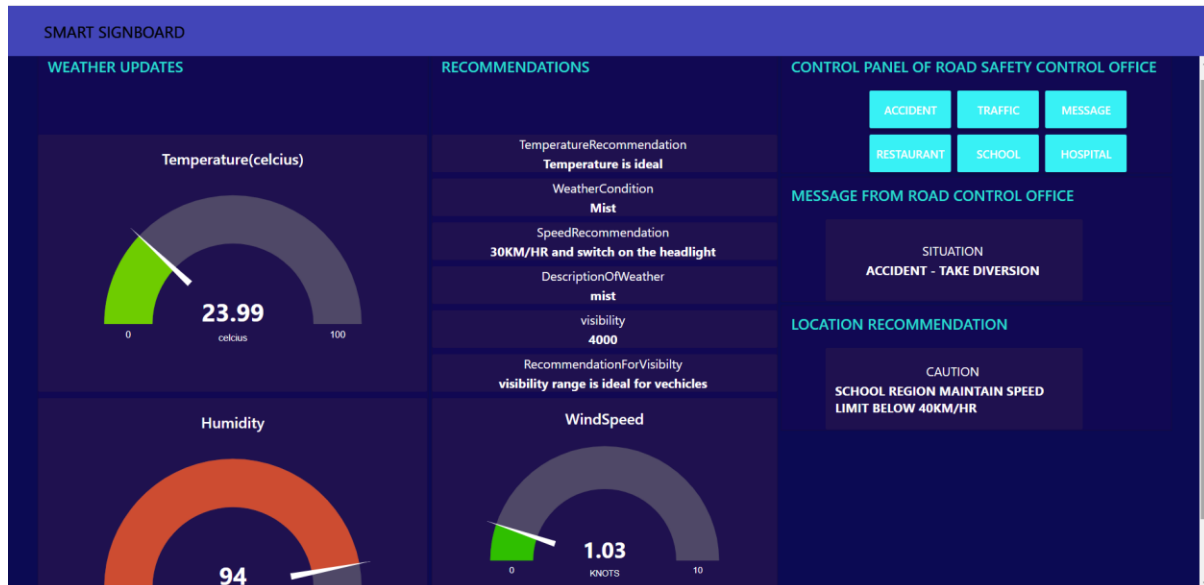 SMART SIGNBOARD
WEATHER UPDATES
Temperature(celcius)
23.99
celcius
0
100
Humidity
94
RECOMMENDATIONS
TemperatureRecommendation
Temperature is ideal
WeatherCondition
Mist
SpeedRecommendation
30KM/HR and switch on the headlight
DescriptionOfWeather
mist
visibility
4000
RecommendationForVisibilty
visibility range is ideal for vechicles
WindSpeed
1.03
KNOTS
0
10
CONTROL PANEL OF ROAD SAFETY CONTROL OFFICE
ACCIDENT
TRAFFIC
MESSAGE
RESTAURANT
SCHOOL
HOSPITAL
MESSAGE FROM ROAD CONTROL OFFICE
SITUATION
ACCIDENT - TAKE DIVERSION
LOCATION RECOMMENDATION
CAUTION
SCHOOL REGION MAINTAIN SPEED
LIMIT BELOW 40KM/HR